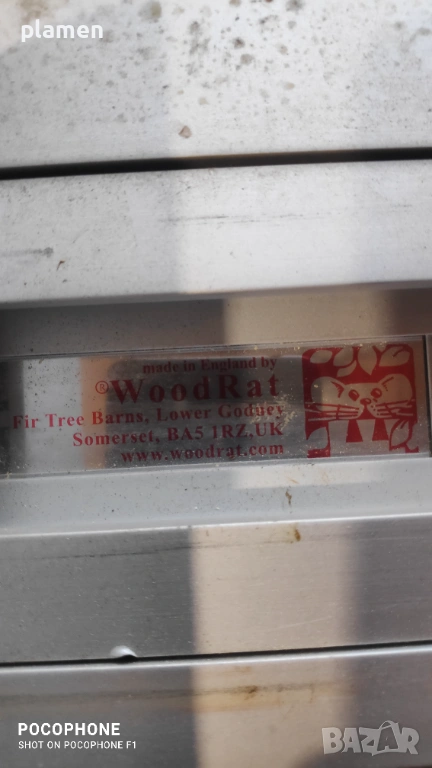 plamen
made in England by
®WoodRat
Fir Tree Barns, Lower Godney
Somerset, BA5 1RZ,UK
www.woodrat.com
POCOPHONE
SHOT ON POCOPHONE F1
BAZAR